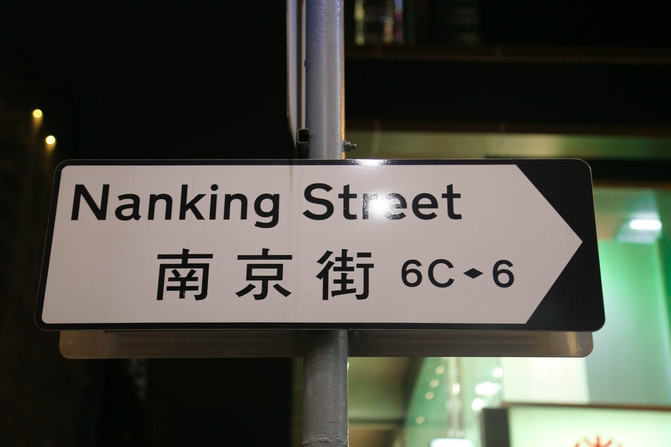 Nanking Street
南京街 6C◆6